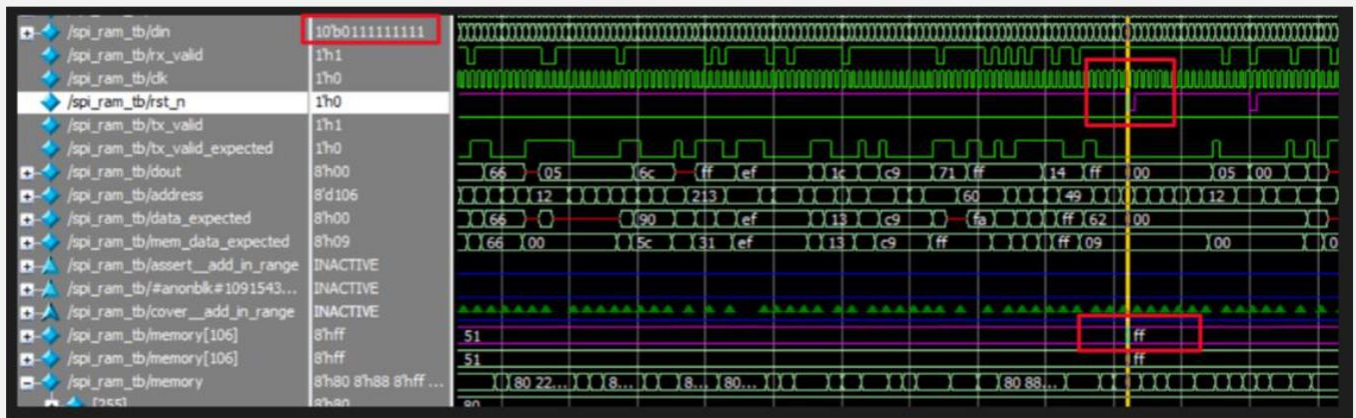 /spi_ram_tb/din 10'b0111111111
/spi_ram_tb/rx_valid 1'h1
/spi_ram_tb/clk 1'h0
/spi_ram_tb/rst_n 1'h0
/spi_ram_tb/tx_valid 1'h1
/spi_ram_tb/tx_valid_expected 1'h0
/spi_ram_tb/dout 8'h00 66 05 6c ff ef 1c c9 71 ff 14 ff 00 05 00
/spi_ram_tb/address 8'd106 12 213 60 49 12
/spi_ram_tb/data_expected 8'h00 66 90 ef 13 c9 fa ff 62 00
/spi_ram_tb/mem_data_expected 8'h09 66 00 5c 31 ef 13 c9 ff ff 09 00 0
/spi_ram_tb/assert__add_in_range INACTIVE
/spi_ram_tb/#anonblk#1091543... INACTIVE
/spi_ram_tb/cover__add_in_range INACTIVE
/spi_ram_tb/memory[106] 8'hff 51 ff
/spi_ram_tb/memory[106] 8'hff 51 ff
/spi_ram_tb/memory 8'h80 8'h88 8'hff ... 80 22... 8... 8... 80... 80 88...
[255] 8'h80 80